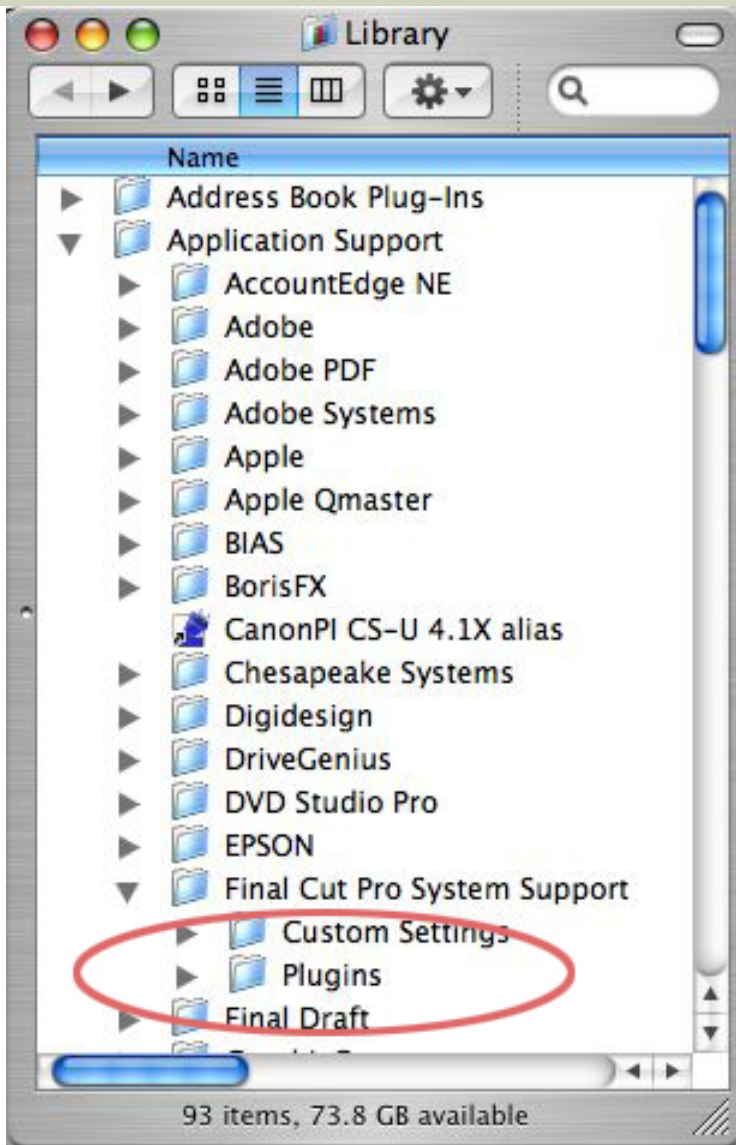 Library
Name
Address Book Plug-Ins
Application Support
AccountEdge NE
Adobe
Adobe PDF
Adobe Systems
Apple
Apple Qmaster
BIAS
BorisFX
CanonPI CS-U 4.1X alias
Chesapeake Systems
Digidesign
DriveGenius
DVD Studio Pro
EPSON
Final Cut Pro System Support
Custom Settings
Plugins
Final Draft
93 items, 73.8 GB available